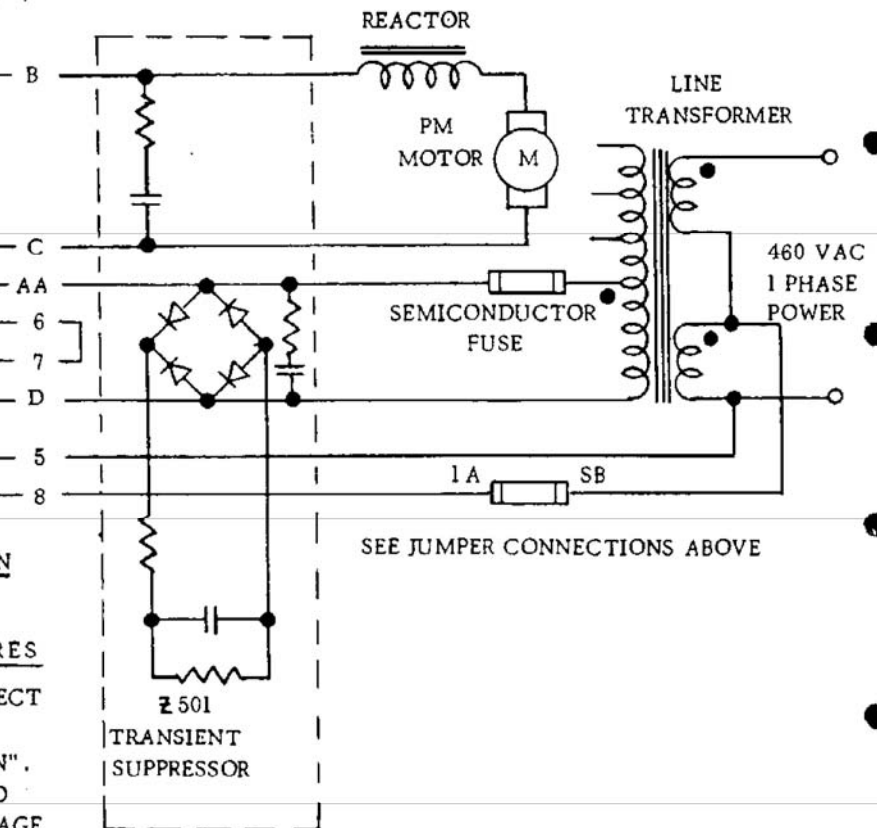 REACTOR
B
LINE
TRANSFORMER
PM
MOTOR
M
C
460 VAC
1 PHASE
POWER
AA
SEMICONDUCTOR
FUSE
6
7
D
5
1A SB
8
SEE JUMPER CONNECTIONS ABOVE
N
RES
ECT
Z 501
TRANSIENT
SUPPRESSOR
N".
O
AGE